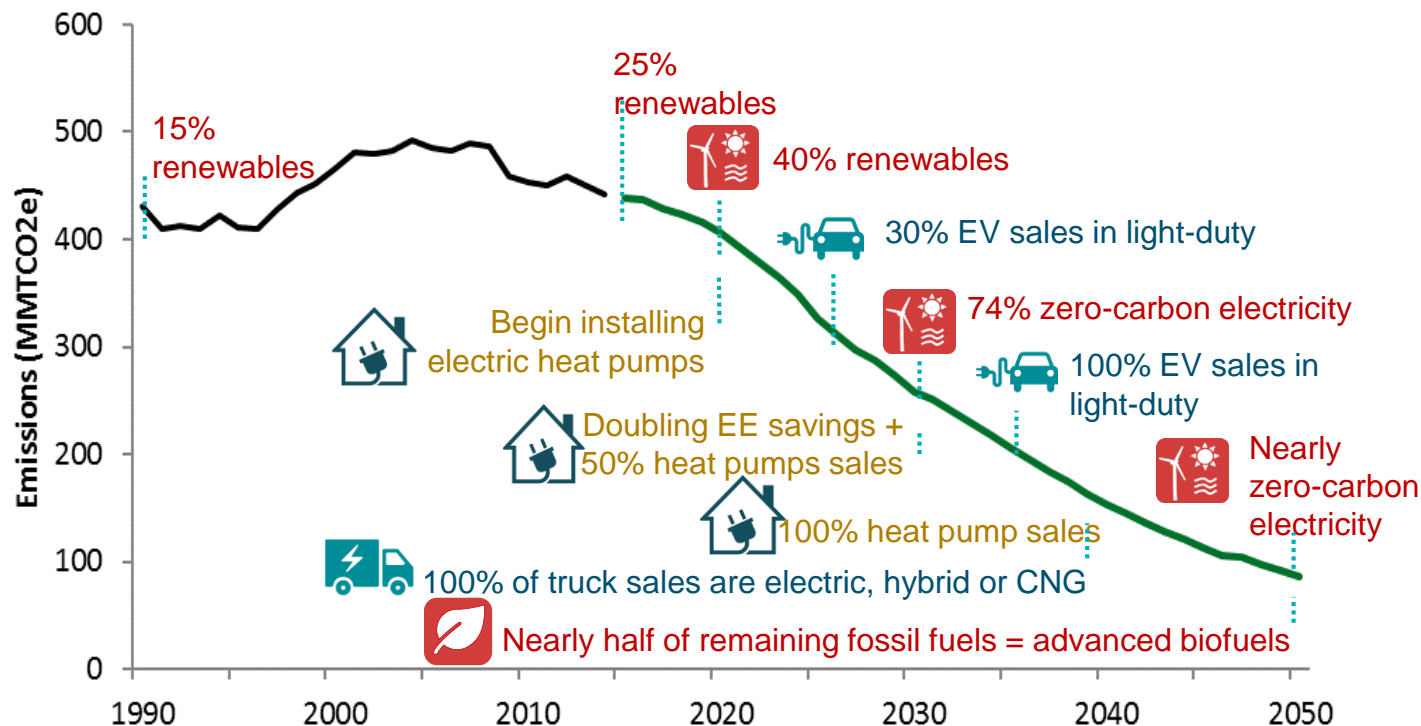 Emissions (MMTCO2e)
600
500
400
300
200
100
0
15%
renewables
25%
renewables
40% renewables
30% EV sales in light-duty
Begin installing
electric heat pumps
74% zero-carbon electricity
100% EV sales in
light-duty
Doubling EE savings +
50% heat pumps sales
Nearly
zero-carbon
electricity
100% heat pump sales
100% of truck sales are electric, hybrid or CNG
Nearly half of remaining fossil fuels = advanced biofuels
1990
2000
2010
2020
2030
2040
2050